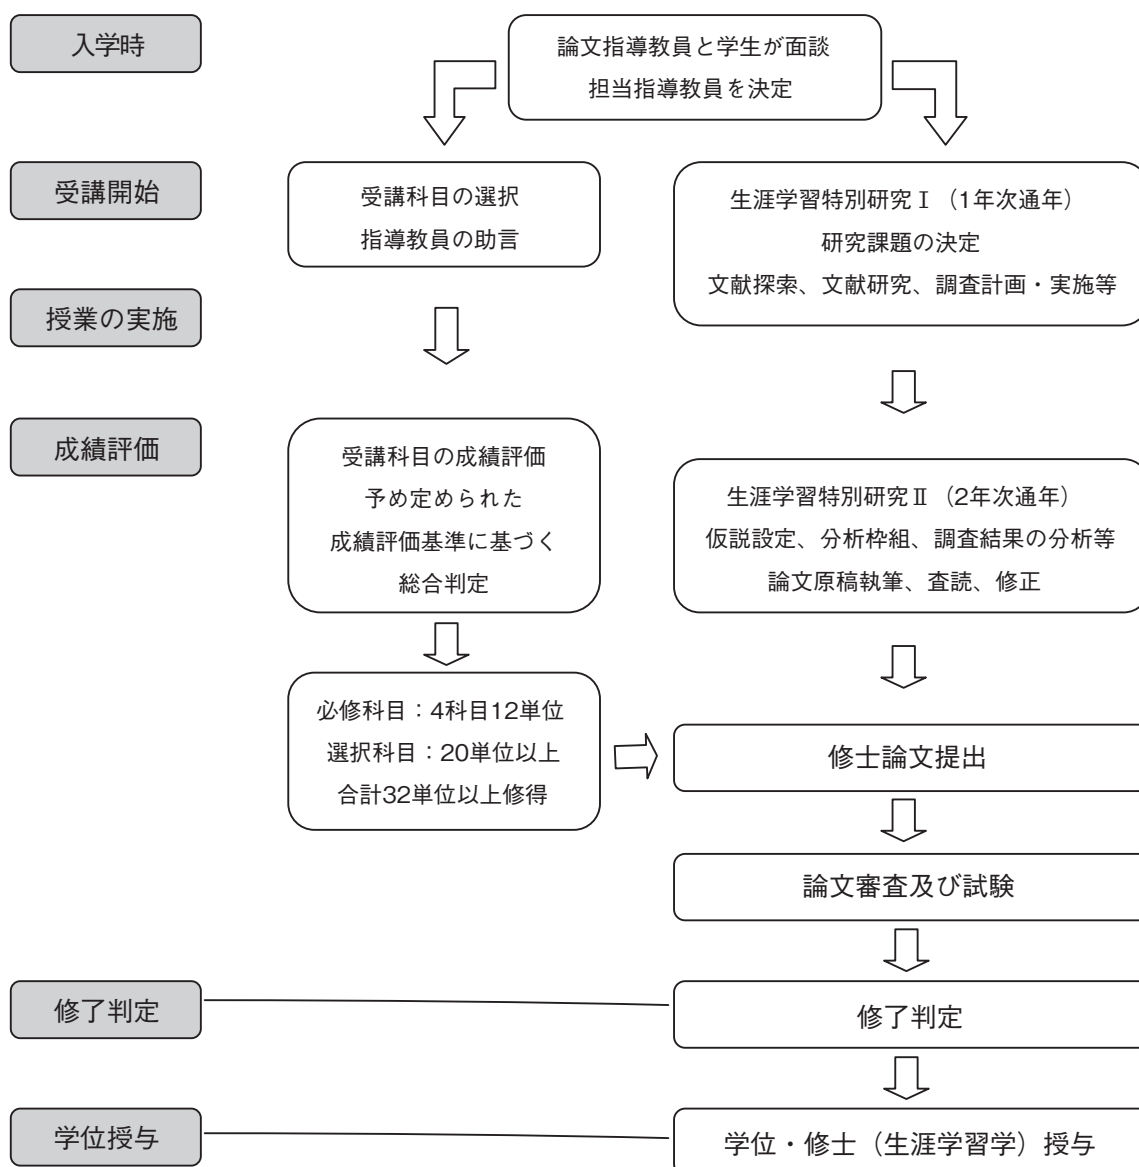 入学時
論文指導教員と学生が面談
担当指導教員を決定
受講開始
受講科目の選択
指導教員の助言
生涯学習特別研究Ⅰ（1年次通年）
研究課題の決定
文献探索、文献研究、調査計画・実施等
授業の実施
成績評価
受講科目の成績評価
予め定められた
成績評価基準に基づく
総合判定
生涯学習特別研究Ⅱ（2年次通年）
仮説設定、分析枠組、調査結果の分析等
論文原稿執筆、査読、修正
必修科目：4科目12単位
選択科目：20単位以上
合計32単位以上修得
修士論文提出
論文審査及び試験
修了判定
修了判定
学位授与
学位・修士（生涯学習学）授与